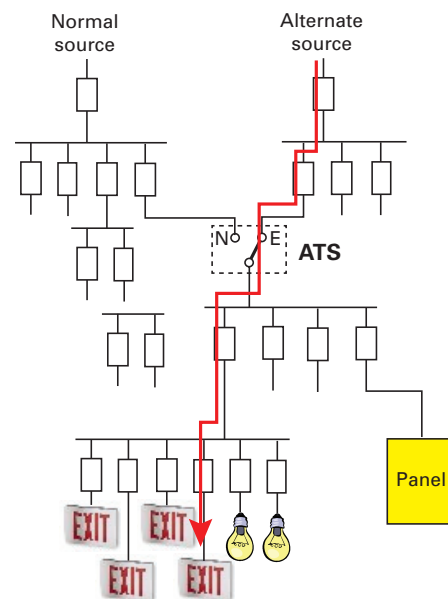 Normal
source
Alternate
source
N
E
ATS
Panel
EXIT
EXIT
EXIT
EXIT